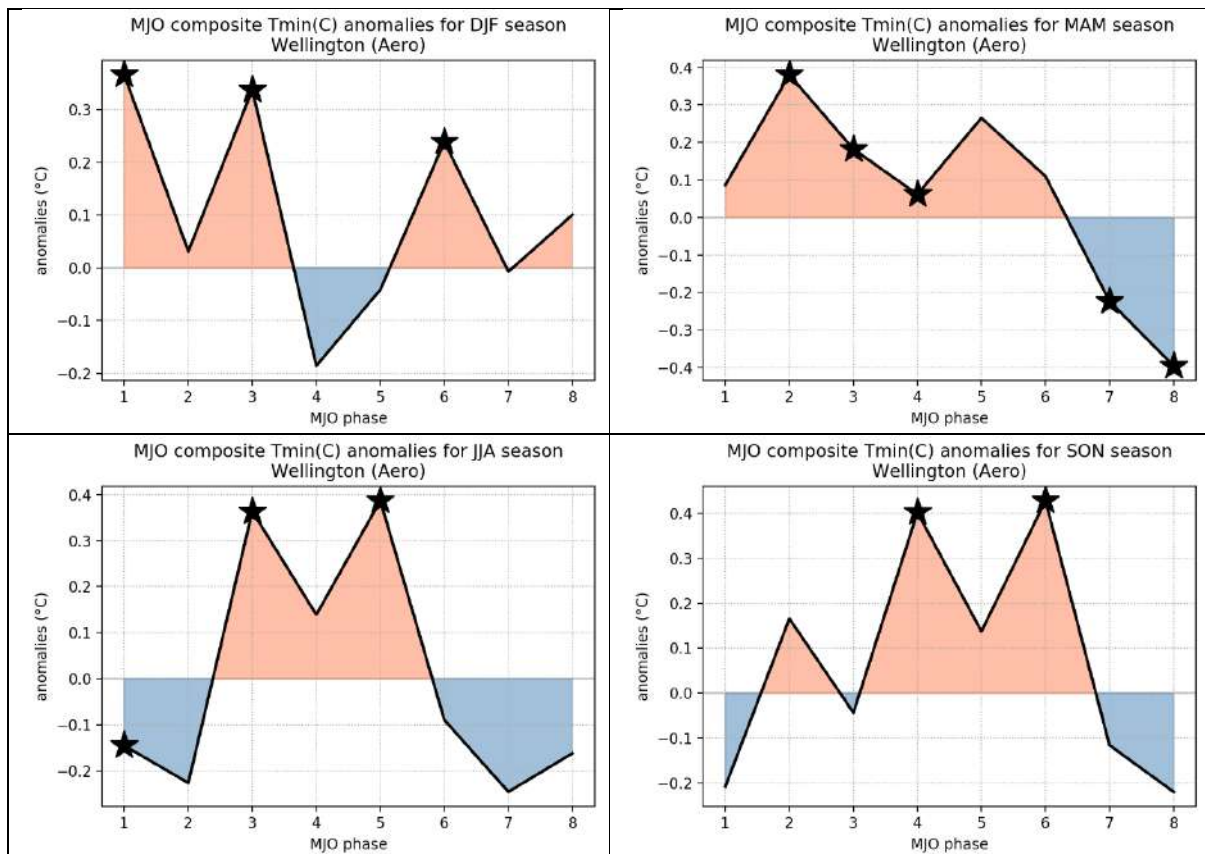 MJO composite Tmin(C) anomalies for DJF season
Wellington (Aero)
0.3
0.2
0.1
0.0
−0.1
−0.2
anomalies (°C)
1 2 3 4 5 6 7 8
MJO phase
MJO composite Tmin(C) anomalies for MAM season
Wellington (Aero)
0.4
0.3
0.2
0.1
0.0
−0.1
−0.2
−0.3
−0.4
anomalies (°C)
1 2 3 4 5 6 7 8
MJO phase
MJO composite Tmin(C) anomalies for JJA season
Wellington (Aero)
0.4
0.3
0.2
0.1
0.0
−0.1
−0.2
anomalies (°C)
1 2 3 4 5 6 7 8
MJO phase
MJO composite Tmin(C) anomalies for SON season
Wellington (Aero)
0.4
0.3
0.2
0.1
0.0
−0.1
−0.2
anomalies (°C)
1 2 3 4 5 6 7 8
MJO phase